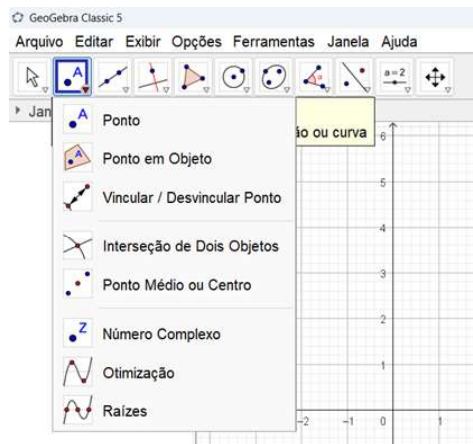 GeoGebra Classic 5
Arquivo Editar Exibir Opções Ferramentas Janela Ajuda
A
α
a=2
Jan
A Ponto
ão ou curva
A Ponto em Objeto
Vincular / Desvincular Ponto
Interseção de Dois Objetos
Ponto Médio ou Centro
Z Número Complexo
Otimização
Raízes
6
5
4
3
2
1
-2 -1 0 1